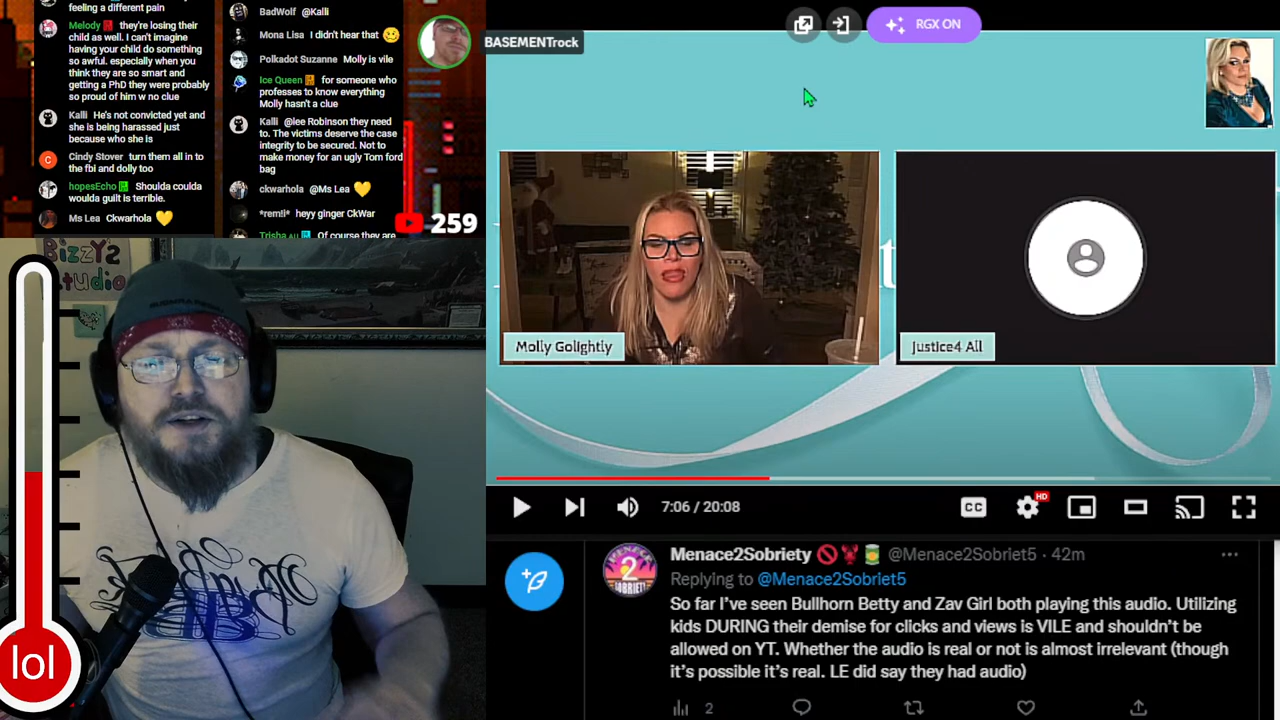 feeling a different pain
Melody they're losing their
child as well. I can't imagine
having your child do something
so awful. especially when you
think they are so smart and
getting a PhD they were probably
so proud of him w no clue
Kalli He's not convicted yet and
she is being harassed just
because who she is
Cindy Stover turn them all in to
the fbi and dolly too
hopesEcho Shoulda coulda
woulda guilt is terrible.
Ms Lea Ckwarhola 💛
BadWolf @Kalli
Mona Lisa I didn't hear that 🥴
Polkadot Suzanne Molly is vile
Ice Queen for someone who
professes to know everything
Molly hasn't a clue
Kalli @lee Robinson they need
to. The victims deserve the case
integrity to be secured. Not to
make money for an ugly Tom ford
bag
ckwarhola @Ms Lea 💛
*rem!i* heyy ginger CkWar
Trisha Au Of course they are
259
BIZZYS
STUDIO
lol
BASEMENTrock
RGX ON
Molly Golightly
Justice4 All
7:06 / 20:08
CC
HD
Menace2Sobriety 🚫🦞🥫 @Menace2Sobriet5 · 42m
Replying to @Menace2Sobriet5
So far I've seen Bullhorn Betty and Zav Girl both playing this audio. Utilizing
kids DURING their demise for clicks and views is VILE and shouldn't be
allowed on YT. Whether the audio is real or not is almost irrelevant (though
it's possible it's real. LE did say they had audio)
2